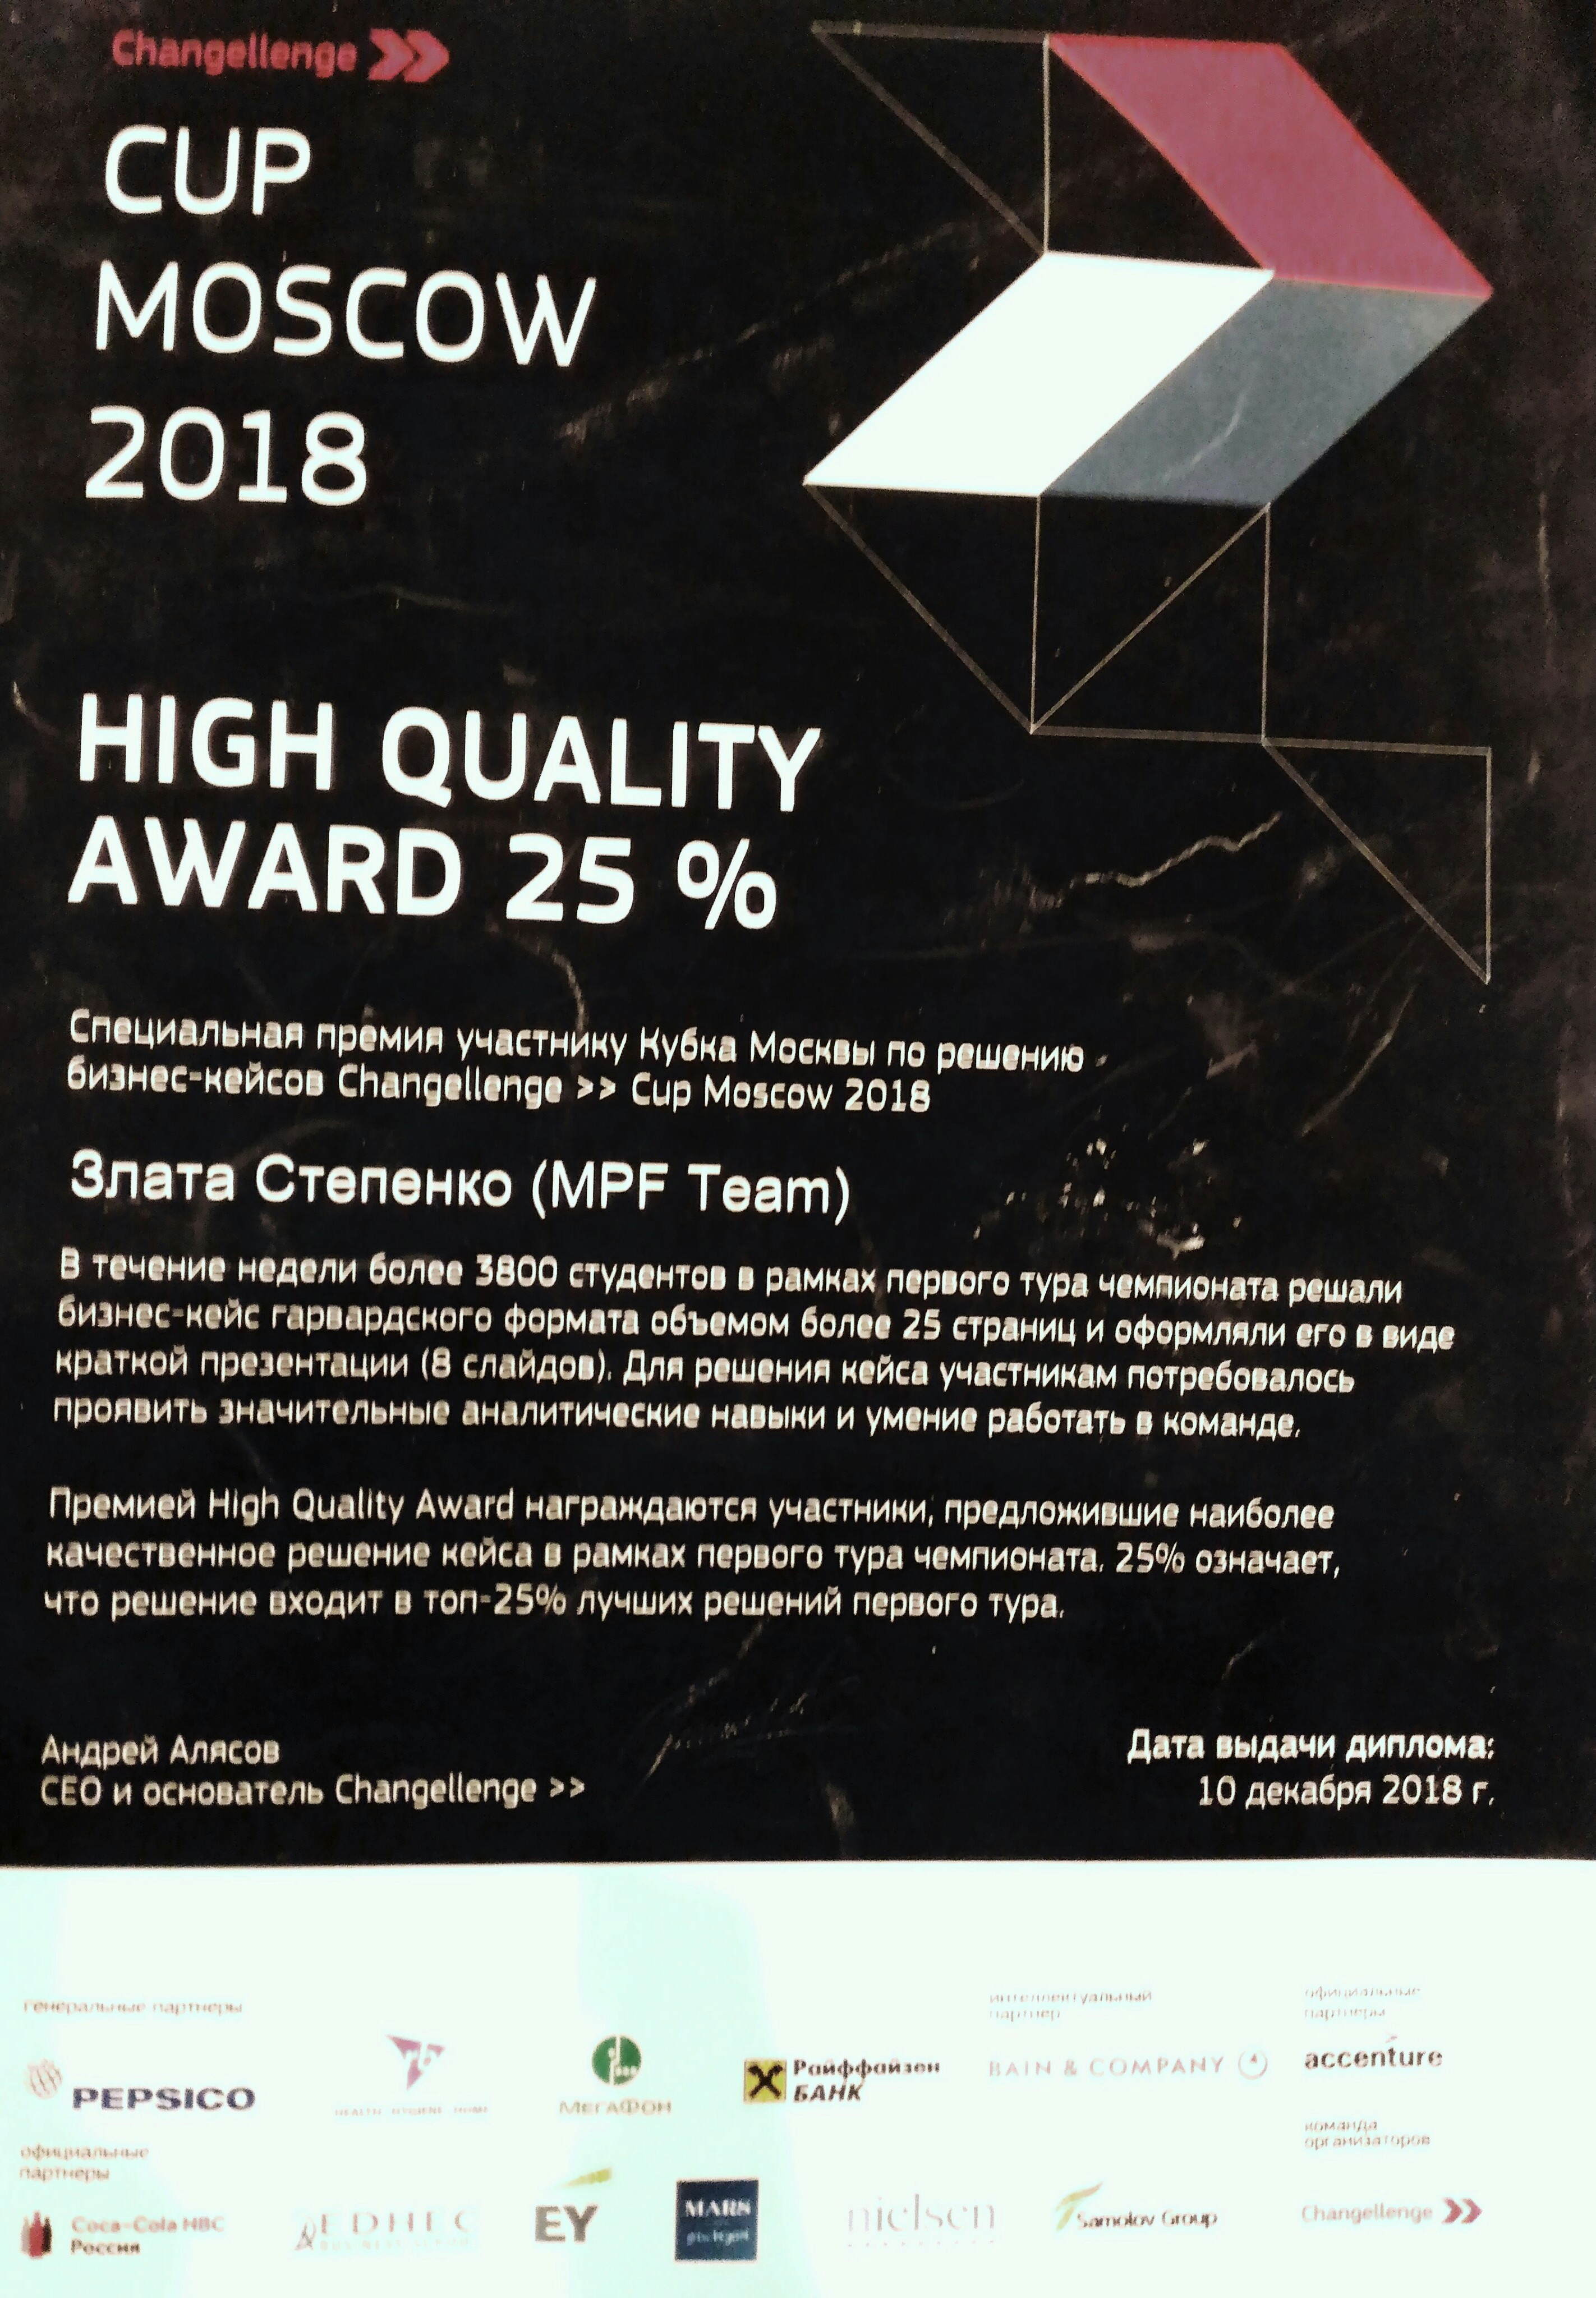 Changellenge >>
CUP
MOSCOW
2018
HIGH QUALITY
AWARD 25 %
Специальная премия участнику Кубка Москвы по решению
бизнес-кейсов Changellenge >> Cup Moscow 2018
Злата Степенко (MPF Team)
В течение недели более 3800 студентов в рамках первого тура чемпионата решали
бизнес-кейс гарвардского формата объемом более 25 страниц и оформляли его в виде
краткой презентации (8 слайдов). Для решения кейса участникам потребовалось
проявить значительные аналитические навыки и умение работать в команде.
Премией High Quality Award награждаются участники, предложившие наиболее
качественное решение кейса в рамках первого тура чемпионата. 25% означает,
что решение входит в топ-25% лучших решений первого тура.
Андрей Алясов
CEO и основатель Changellenge >>
Дата выдачи диплома:
10 декабря 2018 г.
генеральные партнеры
интеллектуальный
партнер
официальные
партнеры
PEPSICO
HEALTH HYGIENE HOME
МЕГАФОН
Райффайзен
БАНК
BAIN & COMPANY
accenture
официальные
партнеры
команда
организаторов
Coca-Cola HBC
Россия
EDHEC
BUSINESS SCHOOL
EY
MARS
nielsen
Samolov Group
Changellenge >>